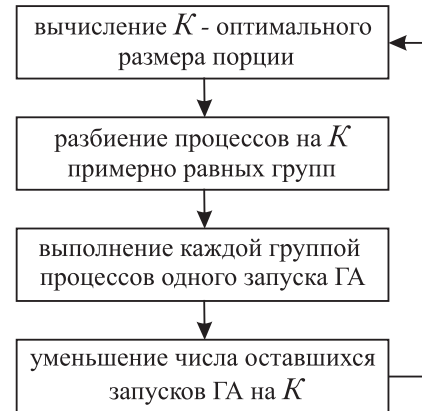 вычисление K - оптимального
размера порции
разбиение процессов на K
примерно равных групп
выполнение каждой группой
процессов одного запуска ГА
уменьшение числа оставшихся
запусков ГА на K